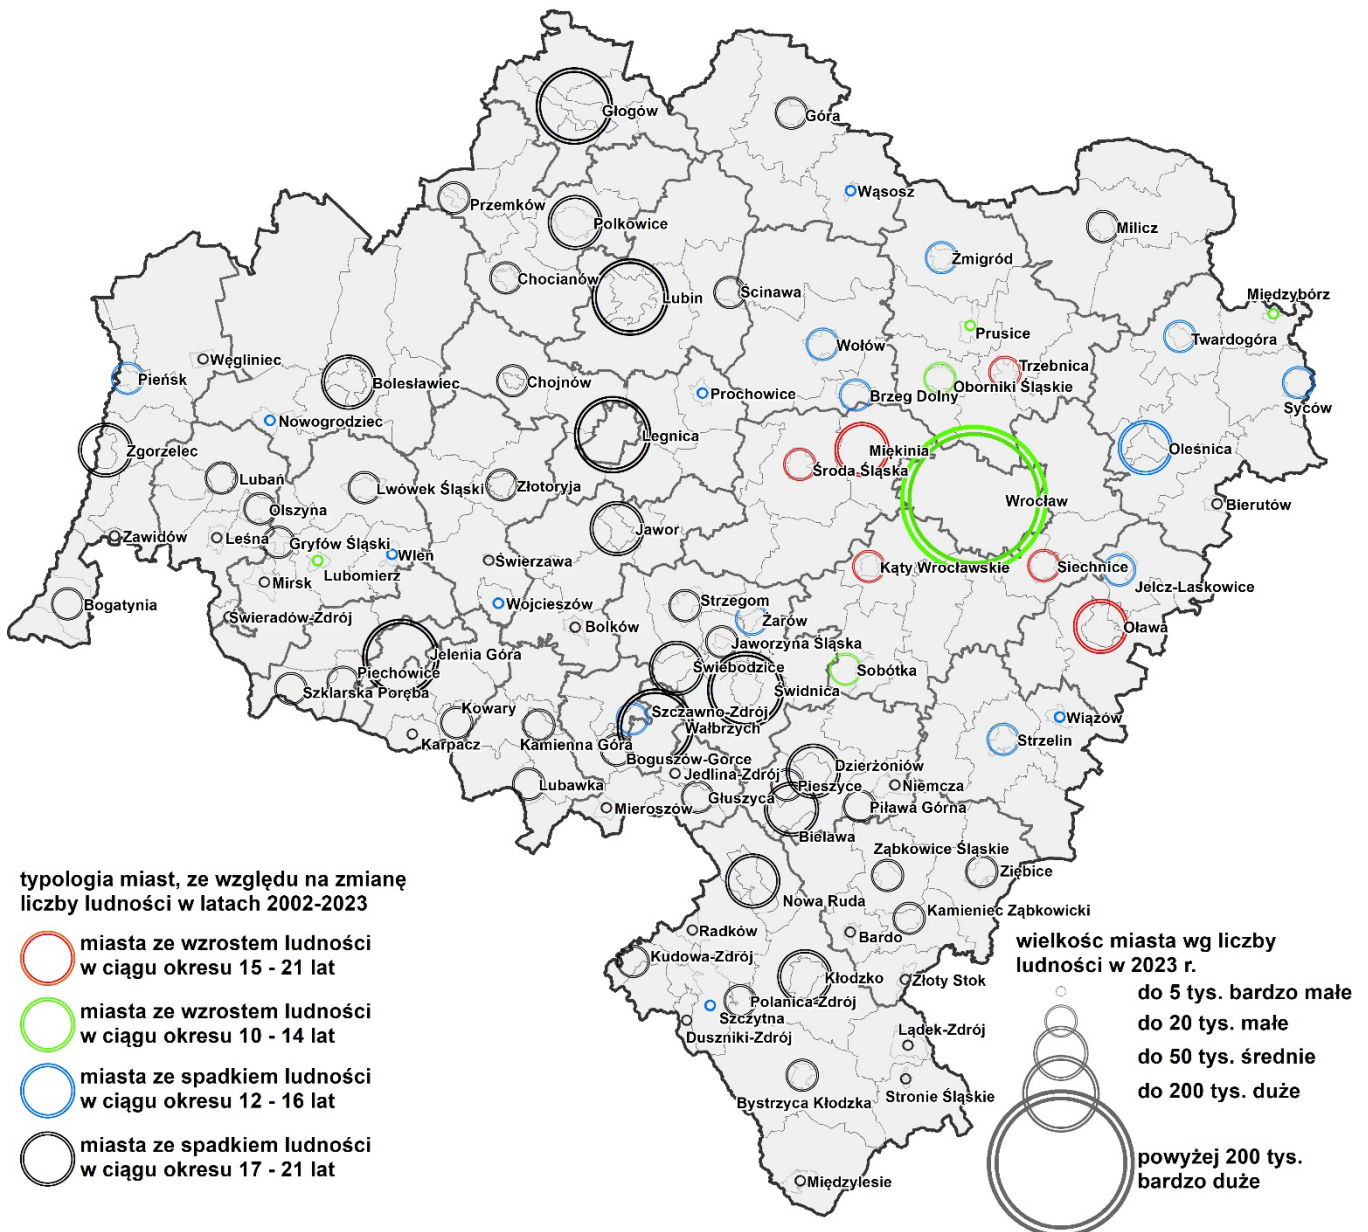 Głogów
Góra
Wąsosz
Przemków
Polkowice
Milicz
Żmigród
Chocianów
Lubin
Ścinawa
Międzybórz
Prusice
Twardogóra
Wołów
Węgliniec
Pieńsk
Bolesławiec
Chojnów
Trzebnica
Oborniki Śląskie
Prochowice
Brzeg Dolny
Syców
Nowogrodziec
Legnica
Zgorzelec
Miękinia
Oleśnica
Środa Śląska
Lubań
Lwówek Śląski
Złotoryja
Wrocław
Bierutów
Olszyna
Jawor
Zawidów
Leśna
Gryfów Śląski
Wleń
Świerzawa
Kąty Wrocławskie
Siechnice
Mirsk
Lubomierz
Jelcz-Laskowice
Bogatynia
Wojcieszów
Strzegom
Świeradów-Zdrój
Bolków
Żarów
Oława
Jaworzyna Śląska
Jelenia Góra
Świebodzice
Sobótka
Piechowice
Szklarska Poręba
Świdnica
Kowary
Szczawno-Zdrój
Wiązów
Wałbrzych
Strzelin
Karpacz
Kamienna Góra
Boguszów-Gorce
Dzierżoniów
Jedlina-Zdrój
Pieszyce
Niemcza
Lubawka
Głuszyca
Mieroszów
Piława Górna
Bielawa
Ząbkowice Śląskie
Ziębice
Nowa Ruda
Kamieniec Ząbkowicki
Radków
Bardo
Kudowa-Zdrój
Kłodzko
Złoty Stok
Polanica-Zdrój
Szczytna
Duszniki-Zdrój
Lądek-Zdrój
Bystrzyca Kłodzka
Stronie Śląskie
Międzylesie
typologia miast, ze względu na zmianę
liczby ludności w latach 2002-2023
miasta ze wzrostem ludności
w ciągu okresu 15 - 21 lat
miasta ze wzrostem ludności
w ciągu okresu 10 - 14 lat
miasta ze spadkiem ludności
w ciągu okresu 12 - 16 lat
miasta ze spadkiem ludności
w ciągu okresu 17 - 21 lat
wielkośc miasta wg liczby
ludności w 2023 r.
do 5 tys. bardzo małe
do 20 tys. małe
do 50 tys. średnie
do 200 tys. duże
powyżej 200 tys.
bardzo duże